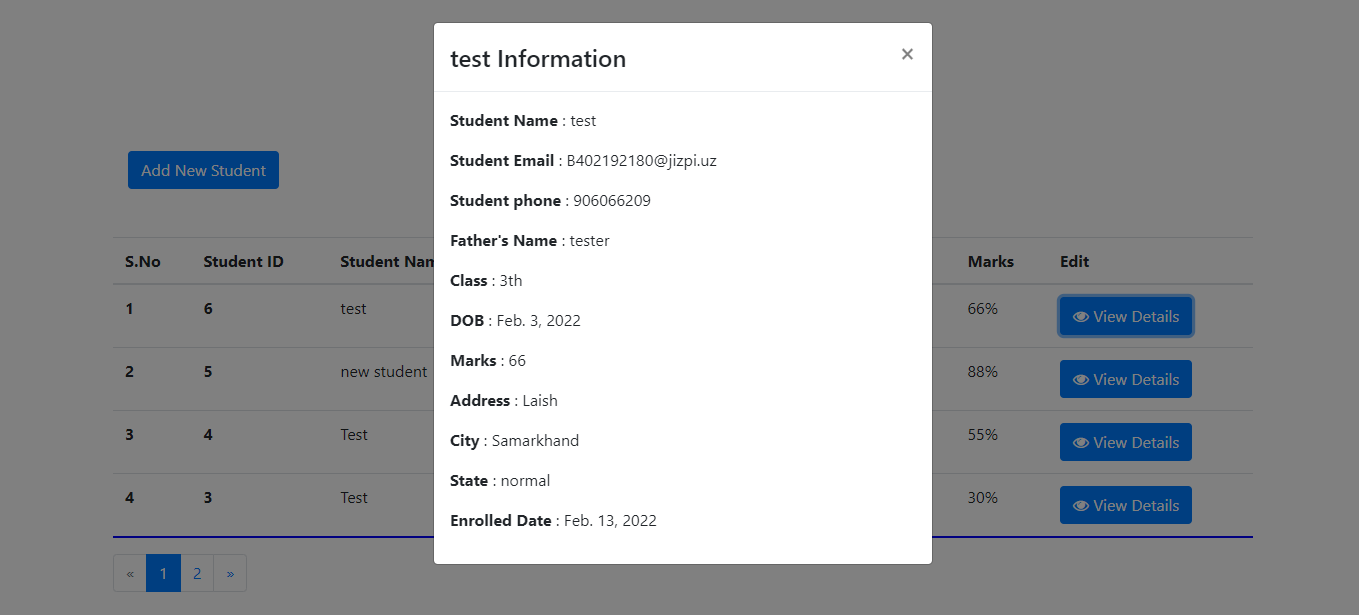 test Information ×
Student Name : test
Student Email : B402192180@jizpi.uz
Student phone : 906066209
Father's Name : tester
Class : 3th
DOB : Feb. 3, 2022
Marks : 66
Address : Laish
City : Samarkhand
State : normal
Enrolled Date : Feb. 13, 2022
Add New Student
S.No Student ID Student Nam Marks Edit
1 6 test 66% View Details
2 5 new student 88% View Details
3 4 Test 55% View Details
4 3 Test 30% View Details
« 1 2 »